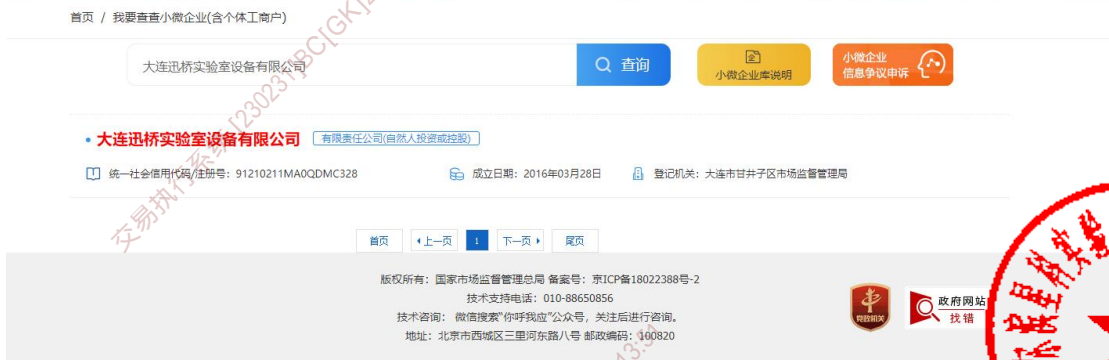 首页 / 我要查查小微企业(含个体工商户)
大连迅桥实验室设备有限公司
查询
小微企业库说明
小微企业
信息争议申诉
大连迅桥实验室设备有限公司 有限责任公司(自然人投资或控股)
统一社会信用代码/注册号：91210211MA0QDMC328 成立日期：2016年03月28日 登记机关：大连市甘井子区市场监督管理局
首页 上一页 1 下一页 尾页
版权所有：国家市场监督管理总局 备案号：京ICP备18022388号-2
技术支持电话：010-88650856
技术咨询： 微信搜索“你呼我应”公众号，关注后进行咨询。
地址：北京市西城区三里河东路八号 邮政编码：100820
党政机关
政府网站
找错
交易执行系统[230231]JBC[GK]2
13:51